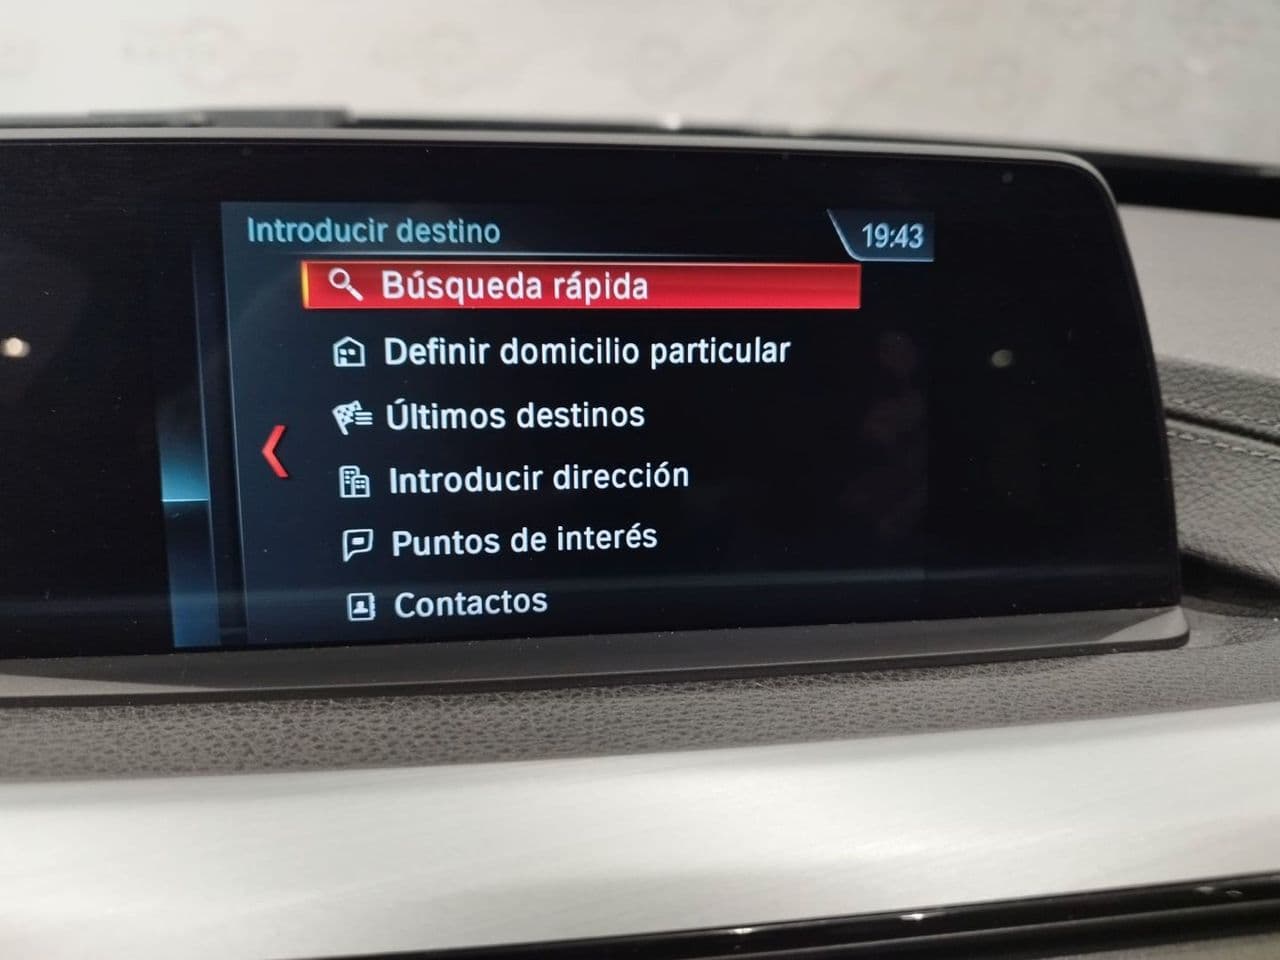 Introducir destino
19:43
Búsqueda rápida
Definir domicilio particular
Últimos destinos
Introducir dirección
Puntos de interés
Contactos